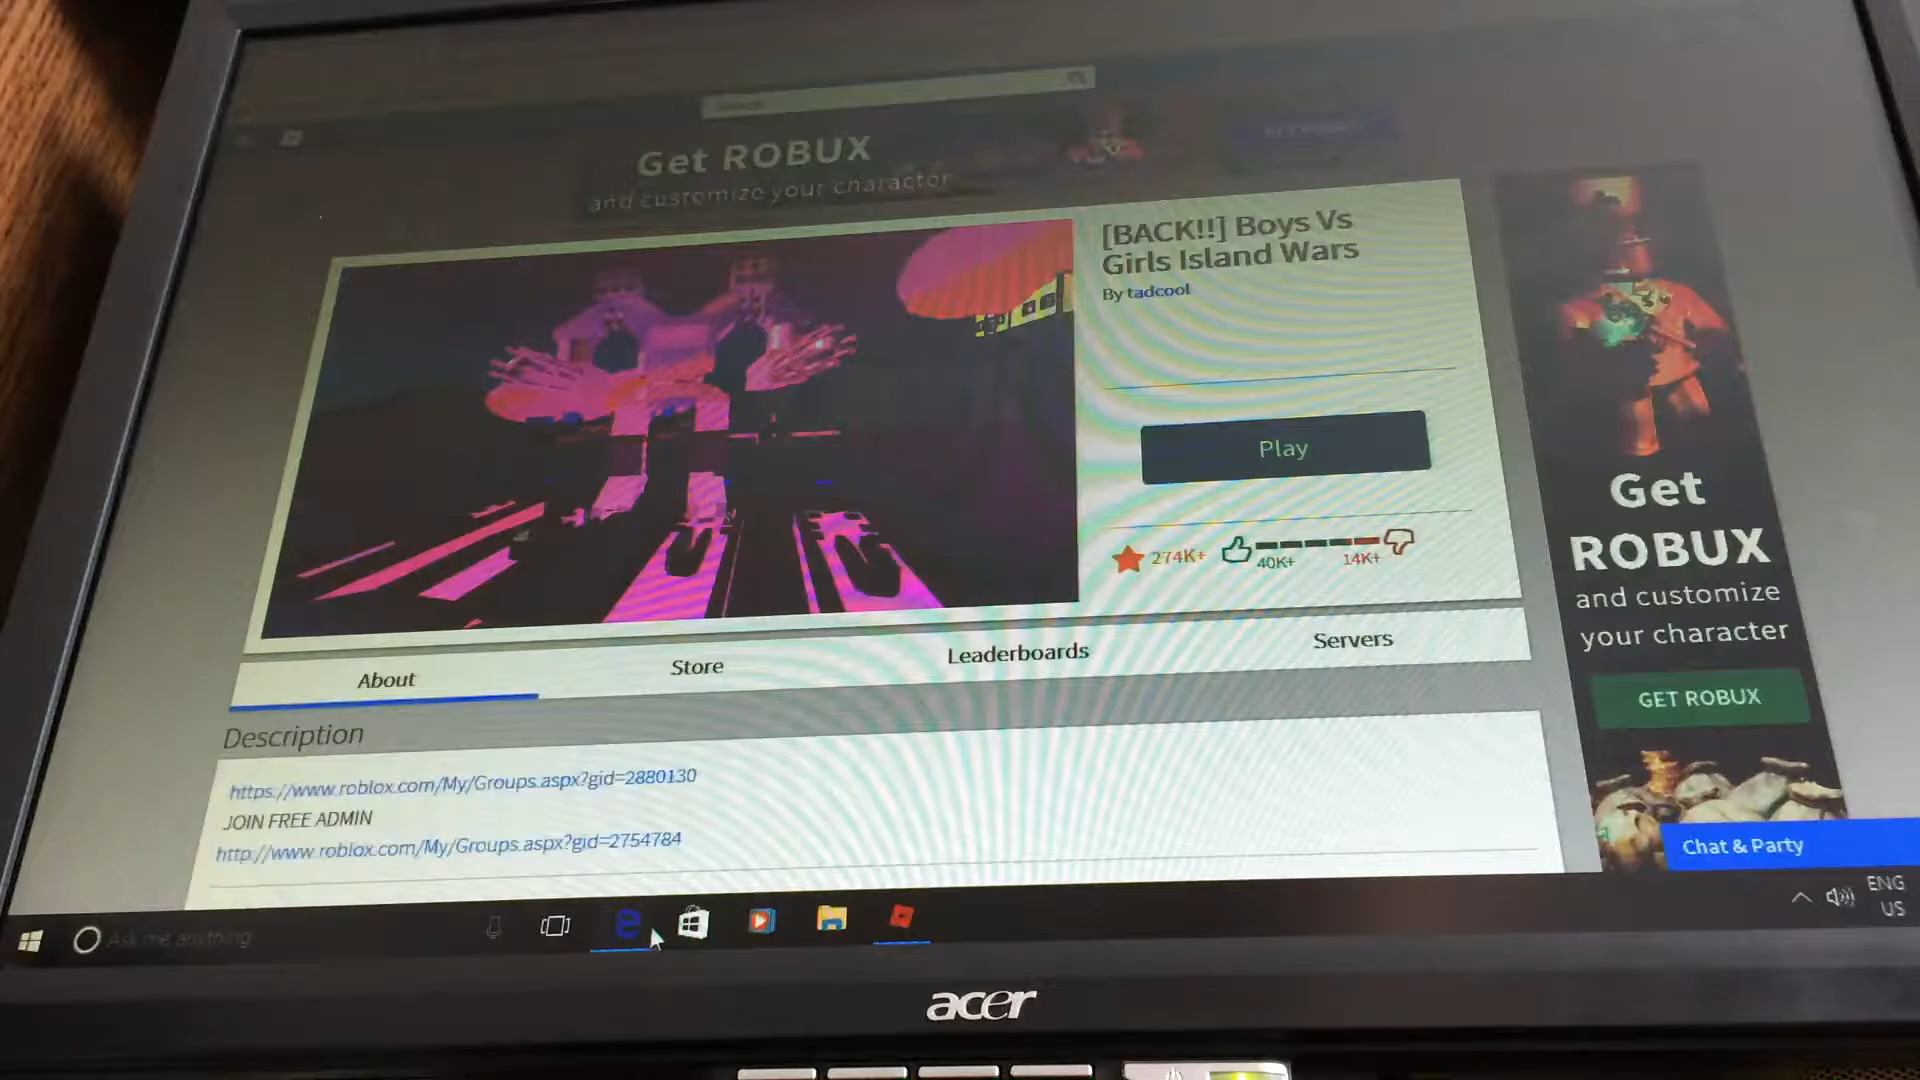 Get ROBUX
and customize your character
[BACK!!] Boys Vs
Girls Island Wars
By tadcool
Play
274K+
40K+
14K+
About
Store
Leaderboards
Servers
Description
https://www.roblox.com/My/Groups.aspx?gid=2880130
JOIN FREE ADMIN
http://www.roblox.com/My/Groups.aspx?gid=2754784
Get
ROBUX
and customize
your character
GET ROBUX
Chat & Party
Ask me anything
ENG
US
acer